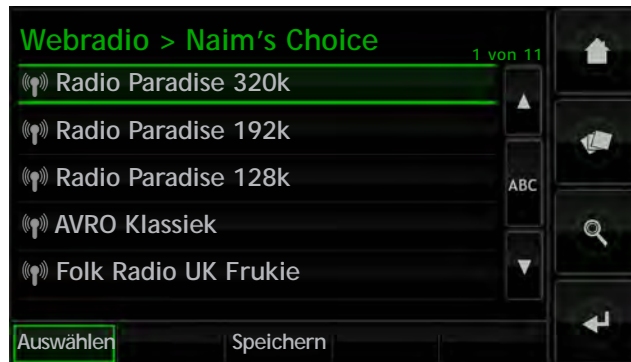 Webradio > Naim's Choice
1 von 11
Radio Paradise 320k
Radio Paradise 192k
Radio Paradise 128k
ABC
AVRO Klassiek
Folk Radio UK Frukie
Auswählen
Speichern